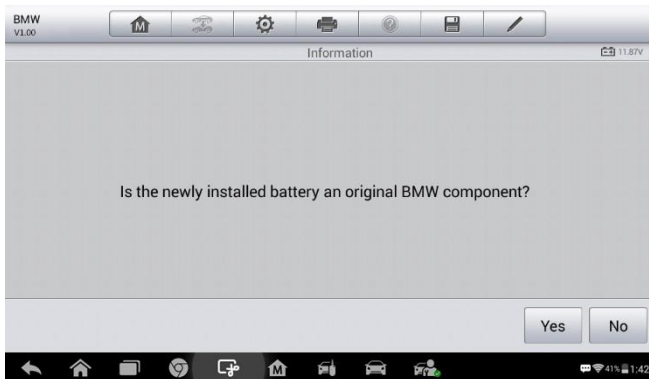 BMW
V1.00
M
Information
11.87V
Is the newly installed battery an original BMW component?
Yes
No
M
41%
1:42